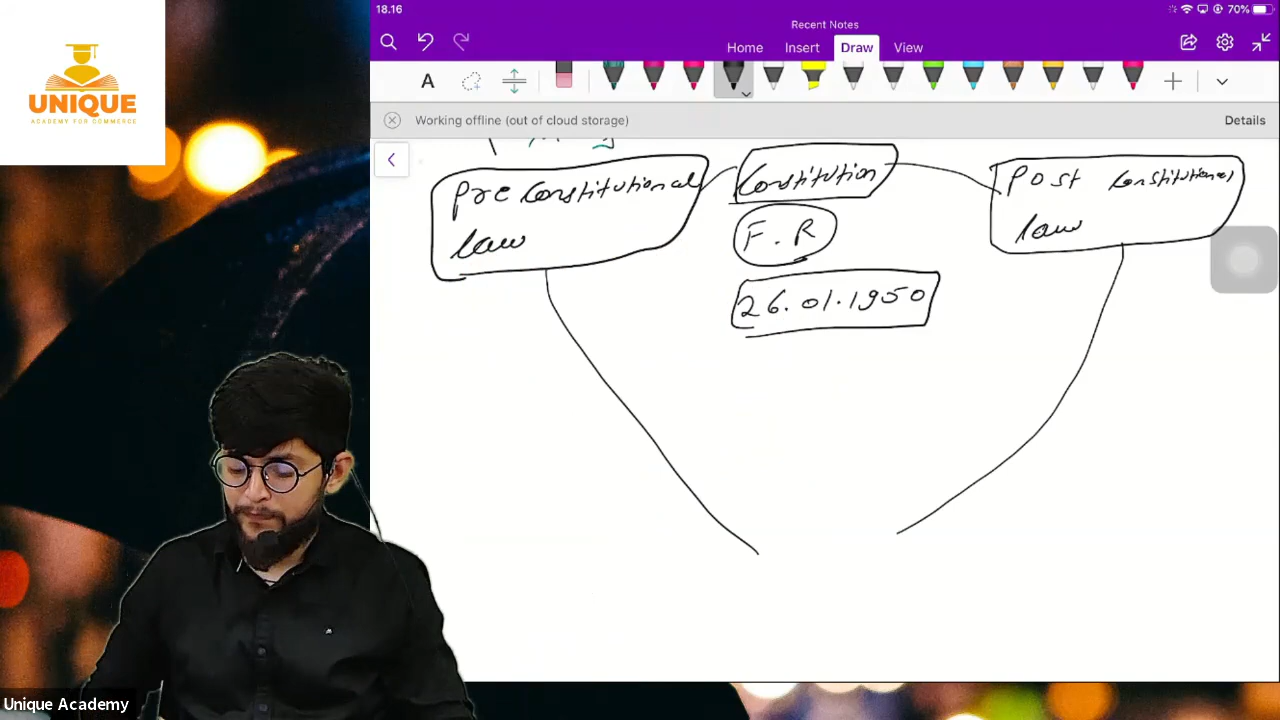 UNIQUE
ACADEMY FOR COMMERCE
18.16
70%
Recent Notes
Home Insert Draw View
A
Working offline (out of cloud storage)
Details
Pre Constitutional
law
Constitution
F.R
26.01.1950
Post Constitutional
law
Unique Academy